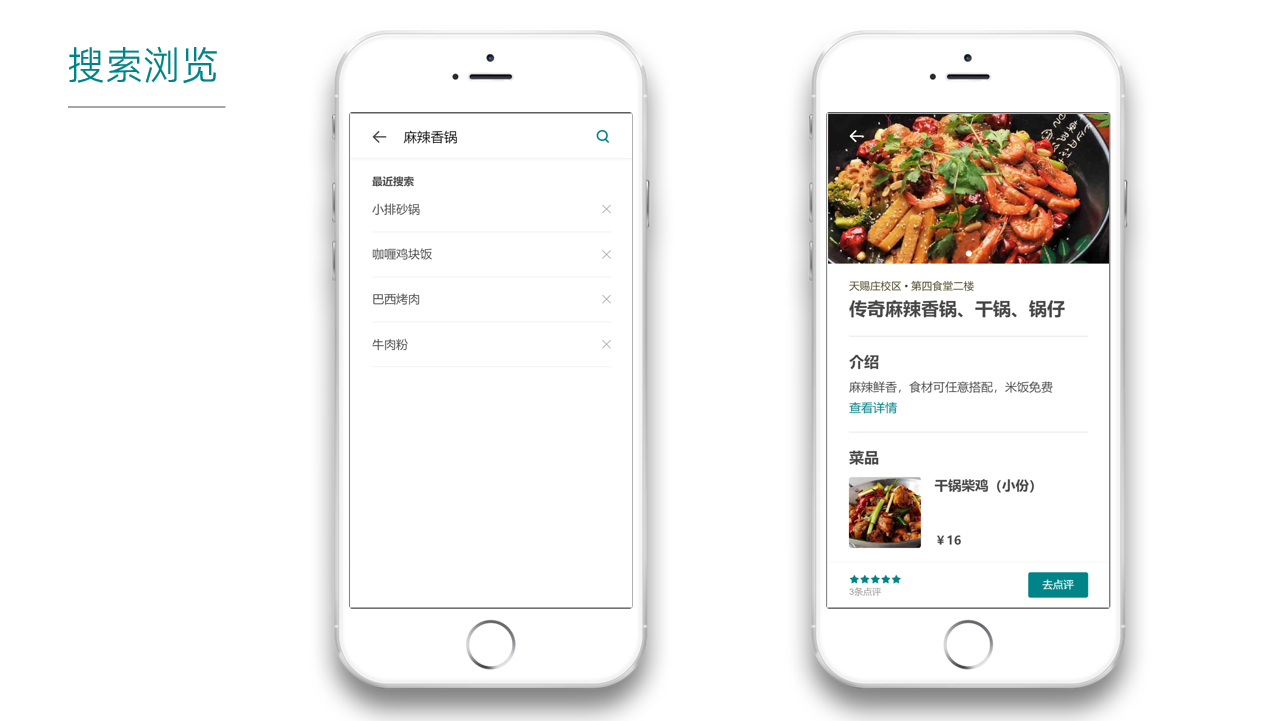 搜索浏览
麻辣香锅
最近搜索
小排砂锅
咖喱鸡块饭
巴西烤肉
牛肉粉
天赐庄校区 • 第四食堂二楼
传奇麻辣香锅、干锅、锅仔
介绍
麻辣鲜香，食材可任意搭配，米饭免费
查看详情
菜品
干锅柴鸡（小份）
¥16
3条点评
去点评